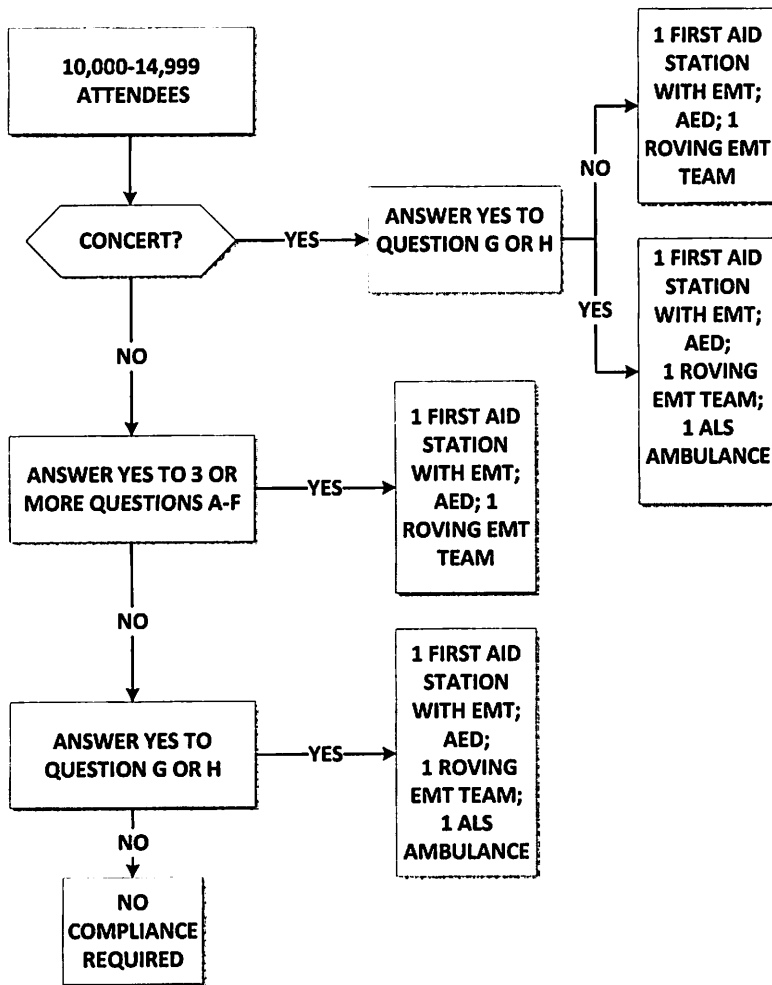 10,000-14,999
ATTENDEES
CONCERT?
YES
ANSWER YES TO
QUESTION G OR H
NO
1 FIRST AID
STATION
WITH EMT;
AED; 1
ROVING EMT
TEAM
YES
1 FIRST AID
STATION
WITH EMT;
AED;
1 ROVING
EMT TEAM;
1 ALS
AMBULANCE
NO
ANSWER YES TO 3 OR
MORE QUESTIONS A-F
YES
1 FIRST AID
STATION
WITH EMT;
AED; 1
ROVING EMT
TEAM
NO
ANSWER YES TO
QUESTION G OR H
YES
1 FIRST AID
STATION
WITH EMT;
AED;
1 ROVING
EMT TEAM;
1 ALS
AMBULANCE
NO
NO
COMPLIANCE
REQUIRED